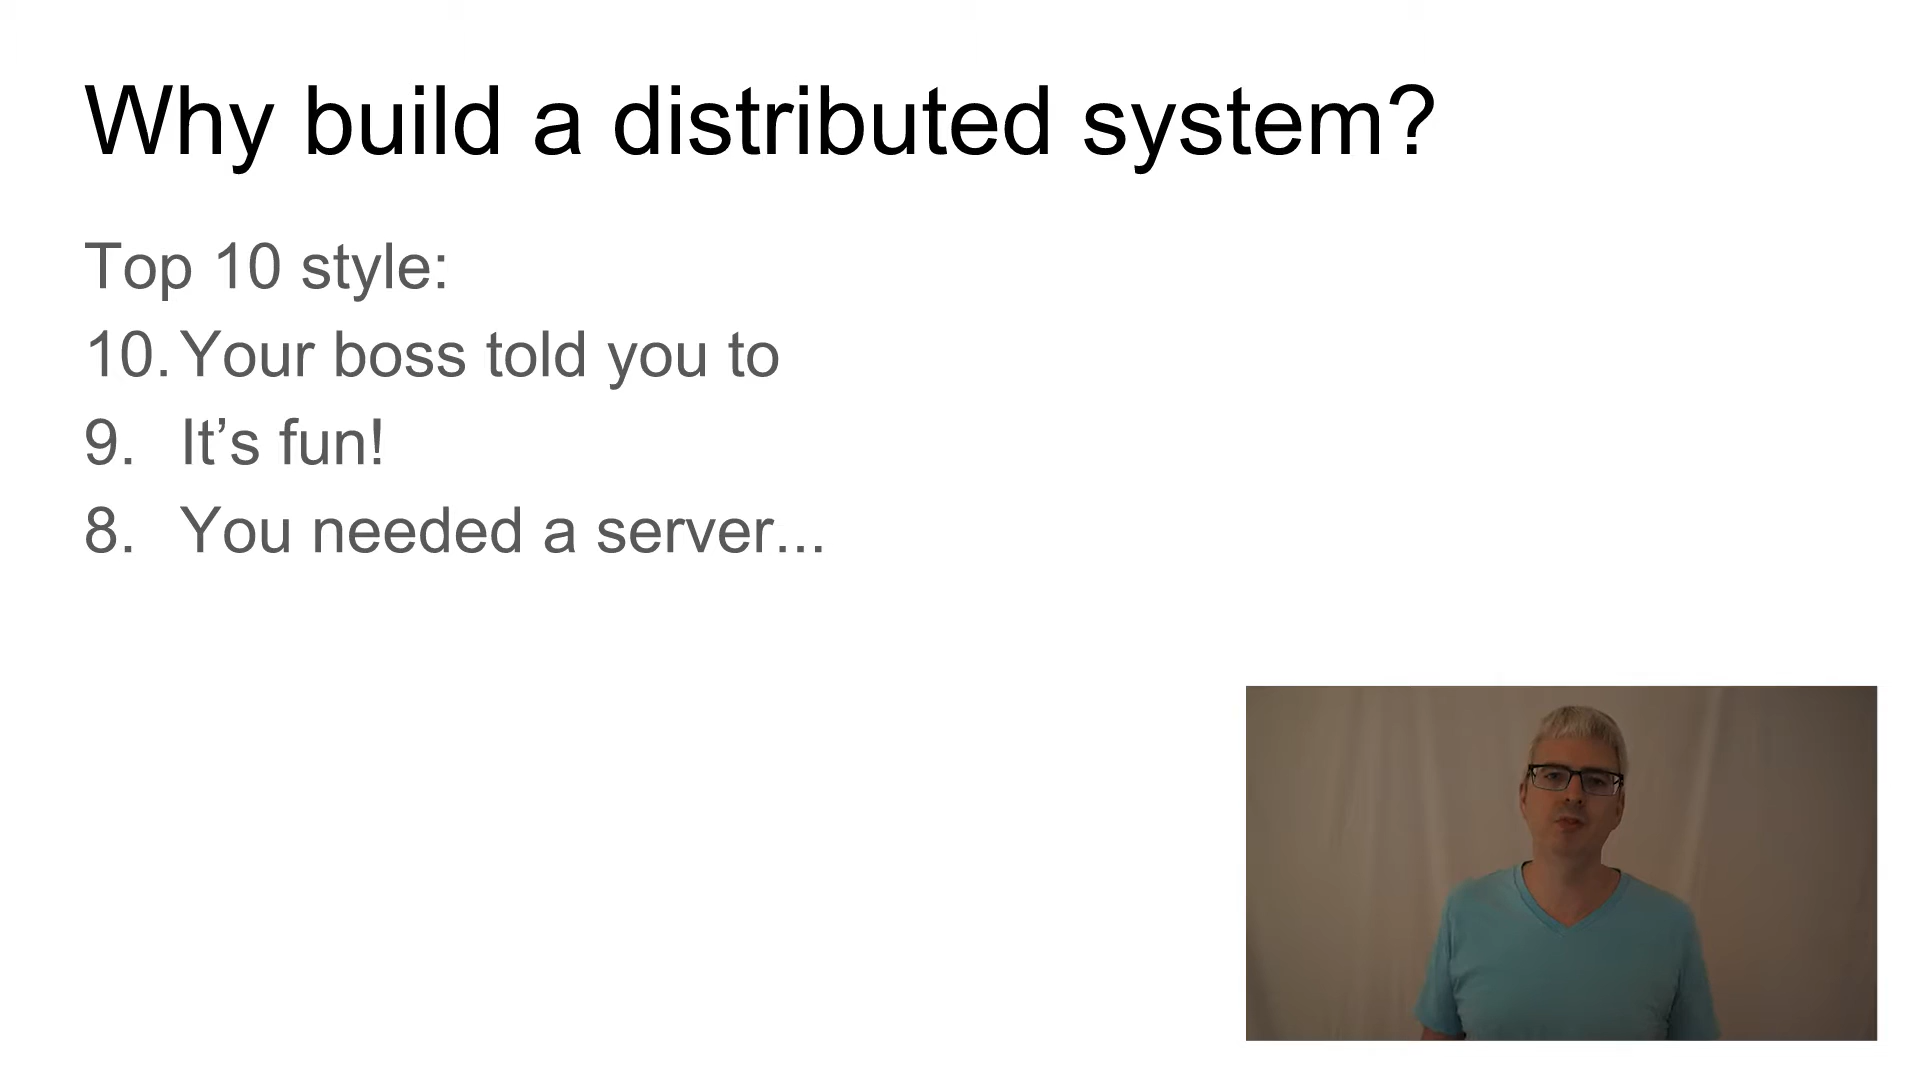 Why build a distributed system?
Top 10 style:
10. Your boss told you to
9. It’s fun!
8. You needed a server...